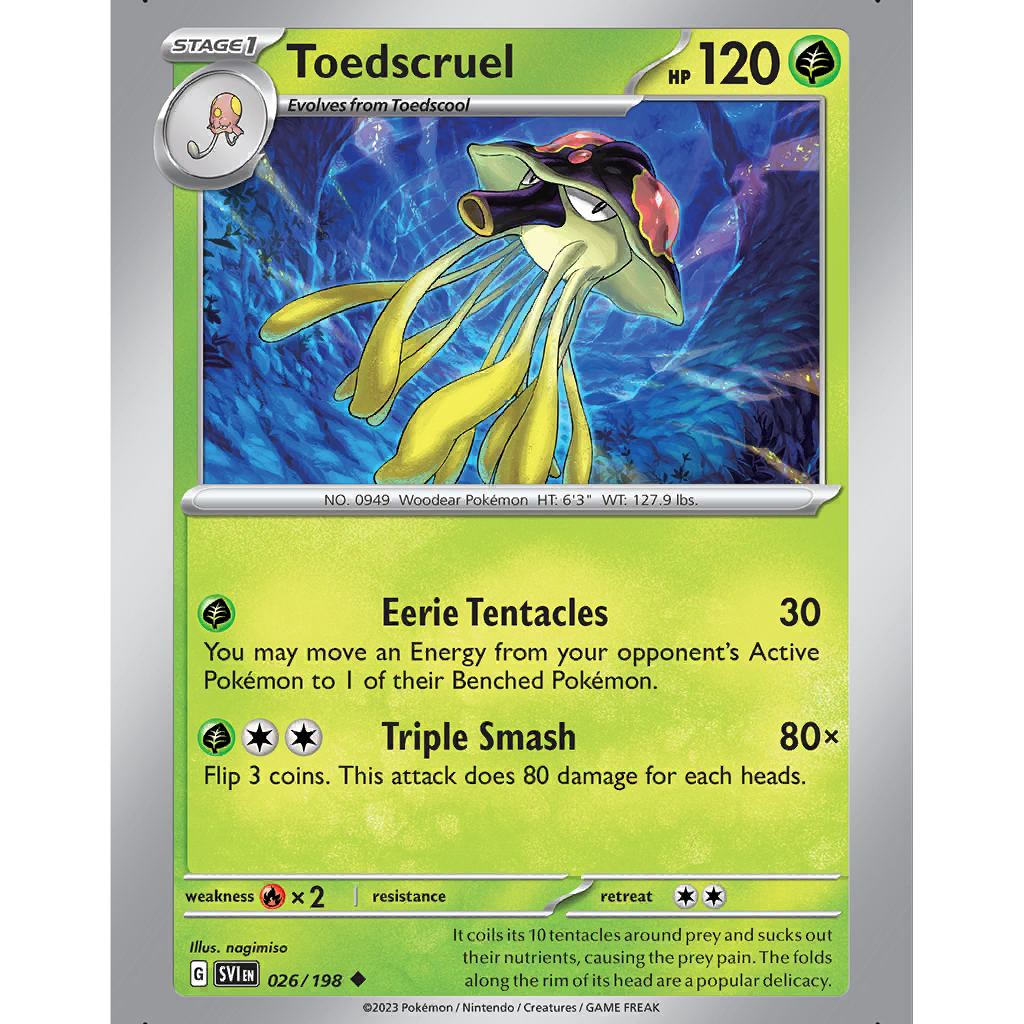 STAGE1
Toedscruel
HP 120
Evolves from Toedscool
NO. 0949 Woodear Pokémon HT: 6'3" WT: 127.9 lbs.
Eerie Tentacles 30
You may move an Energy from your opponent's Active
Pokémon to 1 of their Benched Pokémon.
Triple Smash 80×
Flip 3 coins. This attack does 80 damage for each heads.
weakness ×2 resistance retreat
Illus. nagimiso
G SVI EN 026/198
It coils its 10 tentacles around prey and sucks out
their nutrients, causing the prey pain. The folds
along the rim of its head are a popular delicacy.
©2023 Pokémon / Nintendo / Creatures / GAME FREAK